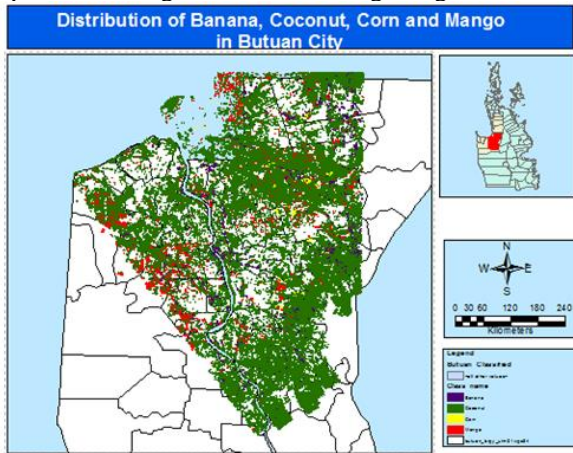 Distribution of Banana, Coconut, Corn and Mango
in Butuan City
N
W E
S
0 30 60 120 180 240
Kilometers
Legend
Butuan Classified
Class name
Banana
Coconut
Corn
Mango